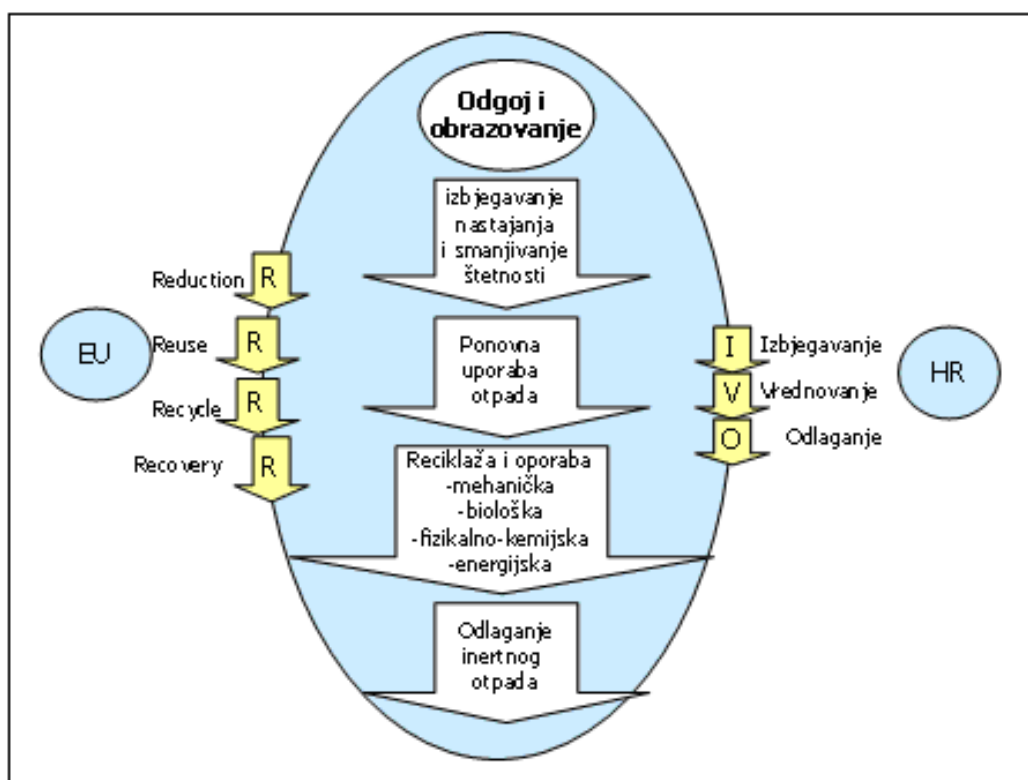 Odgoj i
obrazovanje
izbjegavanje
nastajanja
i smanjivanje
štetnosti
Reduction R
EU
Reuse R
Recycle R
Recovery R
Ponovna
uporaba
otpada
I Izbjegavanje
V Vrednovanje
O Odlaganje
HR
Reciklaža i oporaba
-mehanička
-biološka
-fizikalno-kemijska
-energijska
Odlaganje
inertnog
otpada